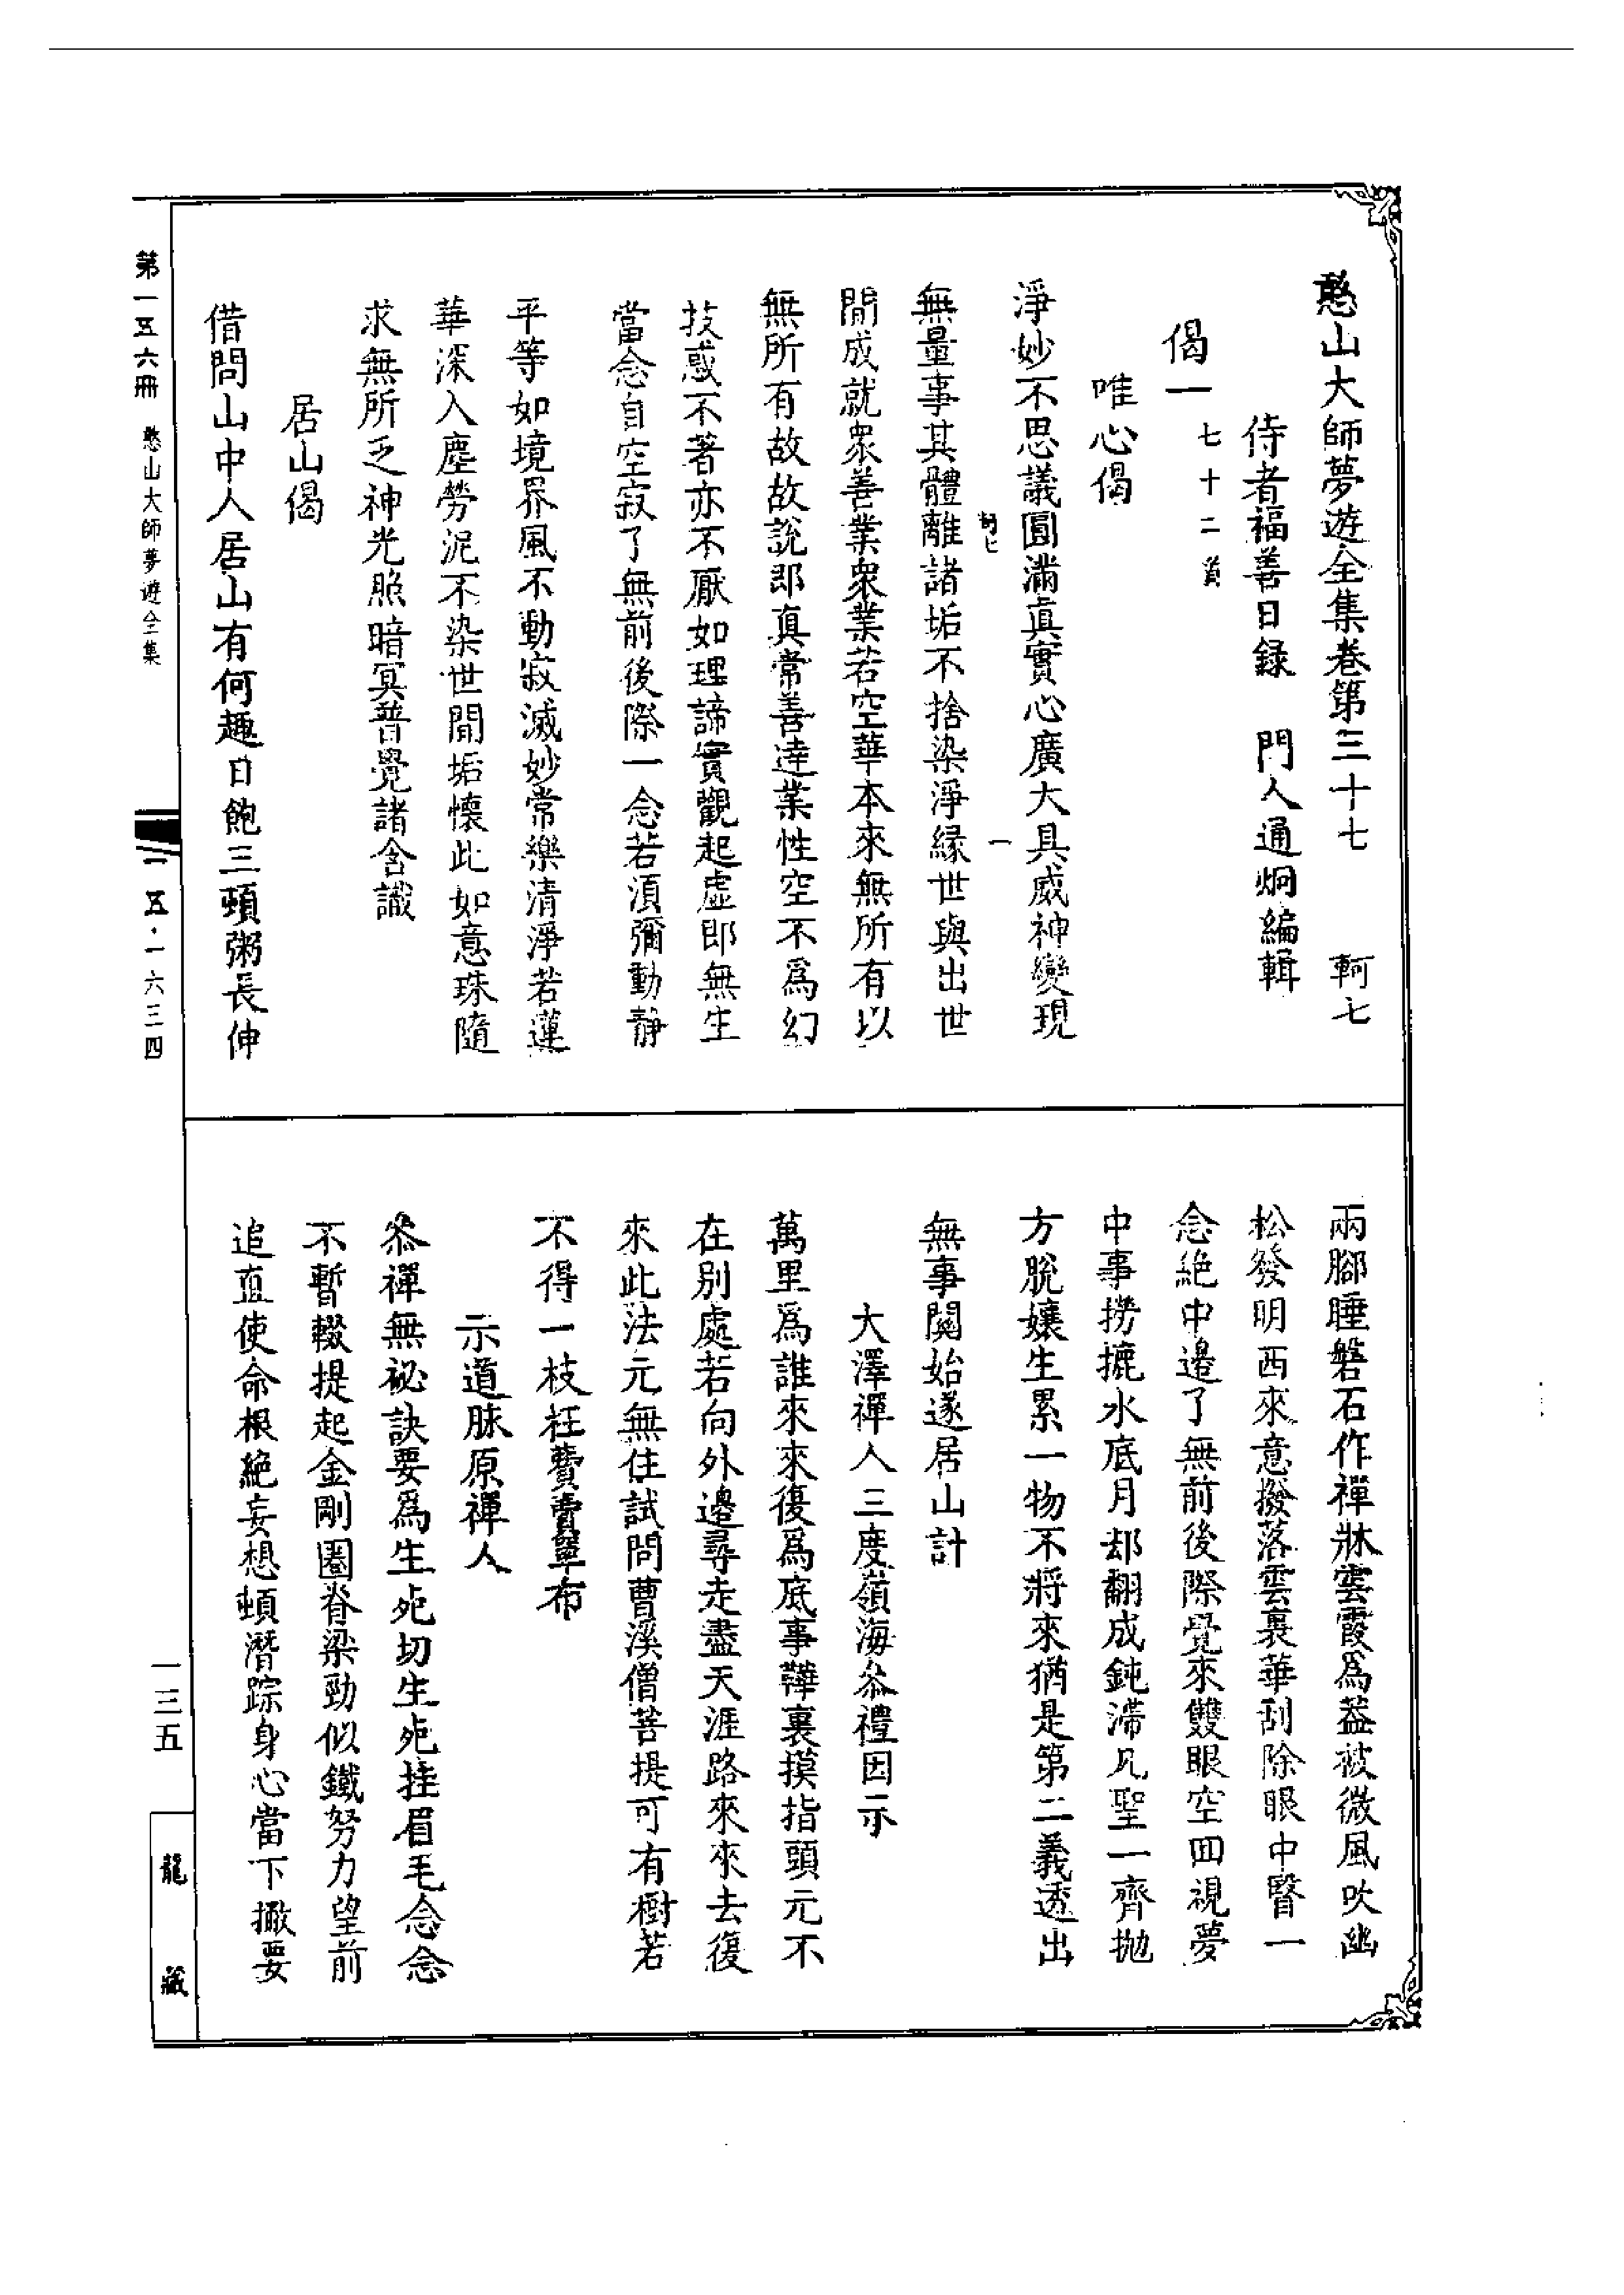 憨山大師夢遊全集卷第三十七　　軻七
侍者福善日錄　門人通炯編輯
偈一
七十二首
唯心偈
淨妙不思議圓滿真實心廣大具威神變現
軻七
一
無量事其體離諸垢不捨染淨緣世與出世
間成就眾善業眾業若空華本來無所有以
無所有故故說即真常善達業性空不為幻
技惑不著亦不厭如理諦實觀起虛即無生
當念自空寂了無前後際一念若須彌動靜
平等如境界風不動寂滅妙常樂清淨若蓮
華深入塵勞泥不染世間垢懷此如意珠隨
求無所乏神光照暗冥普覺諸含識
居山偈
借問山中人居山有何趣日飽三頓粥長伸
兩腳睡磐石作禪牀雲霞為蓋被微風吹幽
松發明西來意撥落雲裏華刮除眼中翳一
念絕中邊了無前後際覺來雙眼空回視夢
中事撈摝水底月却翻成鈍滯凡聖一齊拋
方脫孃生累一物不將來猶是第二義透出
無事關始遂居山計
大澤禪人三度嶺海叅禮因示
萬里為誰來來復為底事鞾裏摸指頭元不
在別處若向外邊尋走盡天涯路來來去復
來此法元無住試問曹溪僧菩提可有樹若
不得一枝枉費賣單布
示道脉原禪人
叅禪無祕訣要為生死切生死挂眉毛念念
不暫輟提起金剛圈脊梁勁似鐵努力望前
追直使命根絕妄想頓潛踪身心當下撇要
第一五六冊　憨山大師夢遊全集
一五·一六三四
一三五
龍藏